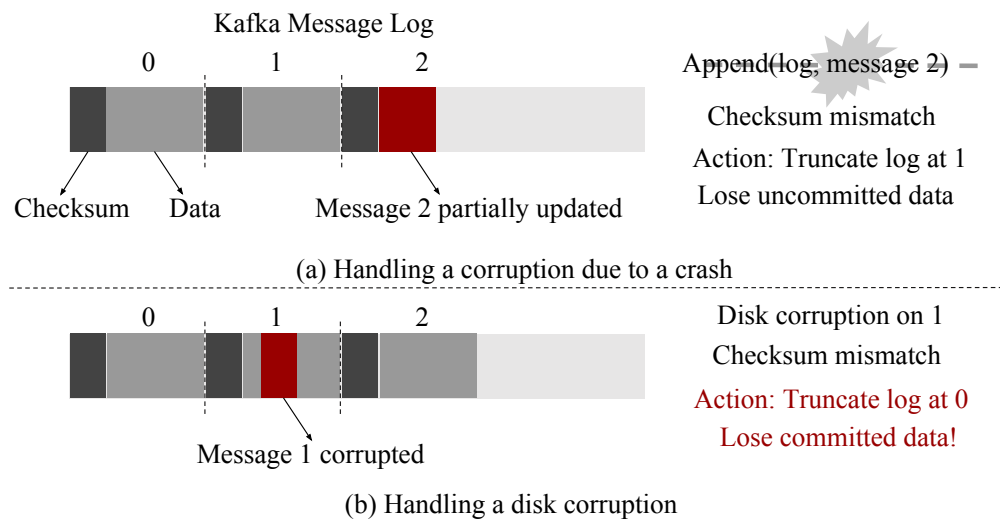 Kafka Message Log
0 1 2
Append(log, message 2)
Checksum mismatch
Action: Truncate log at 1
Lose uncommitted data
Checksum Data Message 2 partially updated
(a) Handling a corruption due to a crash
0 1 2
Disk corruption on 1
Checksum mismatch
Action: Truncate log at 0
Lose committed data!
Message 1 corrupted
(b) Handling a disk corruption